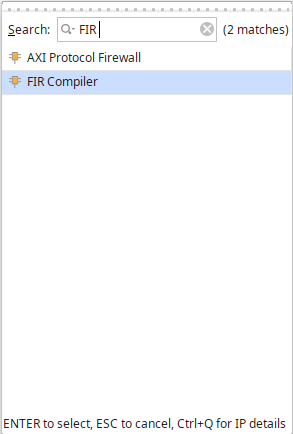 Search: FIR (2 matches)
AXI Protocol Firewall
FIR Compiler
ENTER to select, ESC to cancel, Ctrl+Q for IP details